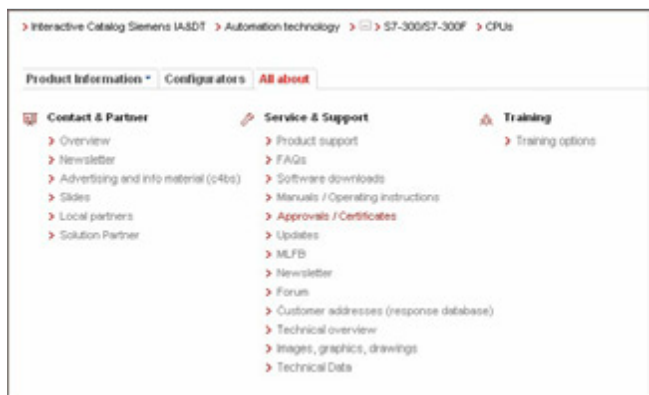 Interactive Catalog Siemens IA&DT > Automation technology > S7-300/S7-300F > CPUs
Product Information Configurators All about
Contact & Partner
Overview
Newsletter
Advertising and info material (c4bs)
Slides
Local partners
Solution Partner
Service & Support
Product support
FAQs
Software downloads
Manuals / Operating instructions
Approvals / Certificates
Updates
MLFB
Newsletter
Forum
Customer addresses (response database)
Technical overview
Images, graphics, drawings
Technical Data
Training
Training options